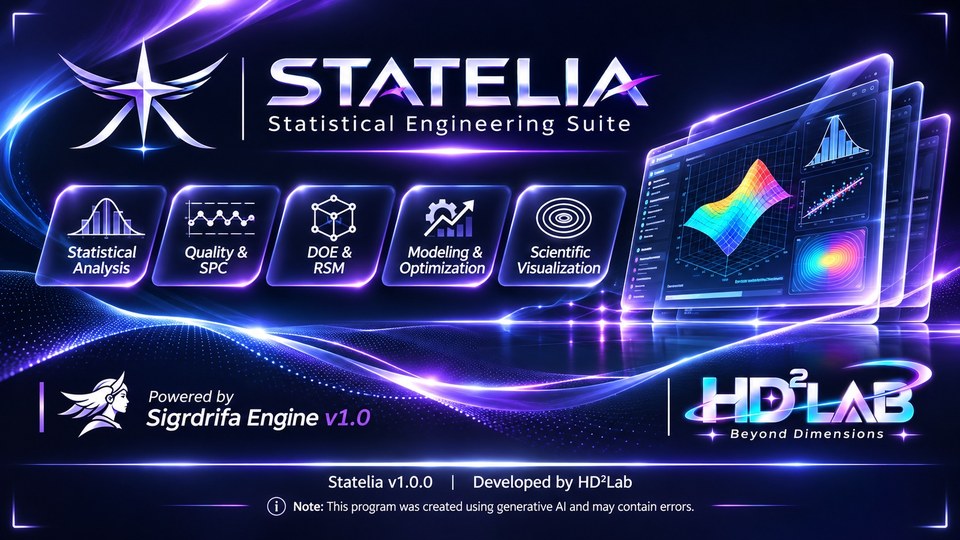 STATELIA
Statistical Engineering Suite
Statistical
Analysis
Quality &
SPC
DOE &
RSM
Modeling &
Optimization
Scientific
Visualization
Powered by
Sigrdrifa Engine v1.0
HD²LAB
Beyond Dimensions
Statelia v1.0.0 | Developed by HD²Lab
Note: This program was created using generative AI and may contain errors.